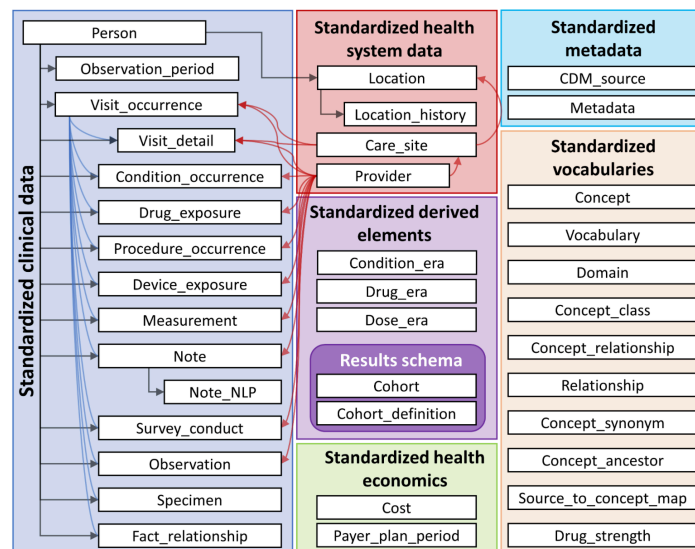 Standardized clinical data
Person
Observation_period
Visit_occurrence
Visit_detail
Condition_occurrence
Drug_exposure
Procedure_occurrence
Device_exposure
Measurement
Note
Note_NLP
Survey_conduct
Observation
Specimen
Fact_relationship
Standardized health
system data
Location
Location_history
Care_site
Provider
Standardized derived
elements
Condition_era
Drug_era
Dose_era
Results schema
Cohort
Cohort_definition
Standardized health
economics
Cost
Payer_plan_period
Standardized
metadata
CDM_source
Metadata
Standardized
vocabularies
Concept
Vocabulary
Domain
Concept_class
Concept_relationship
Relationship
Concept_synonym
Concept_ancestor
Source_to_concept_map
Drug_strength